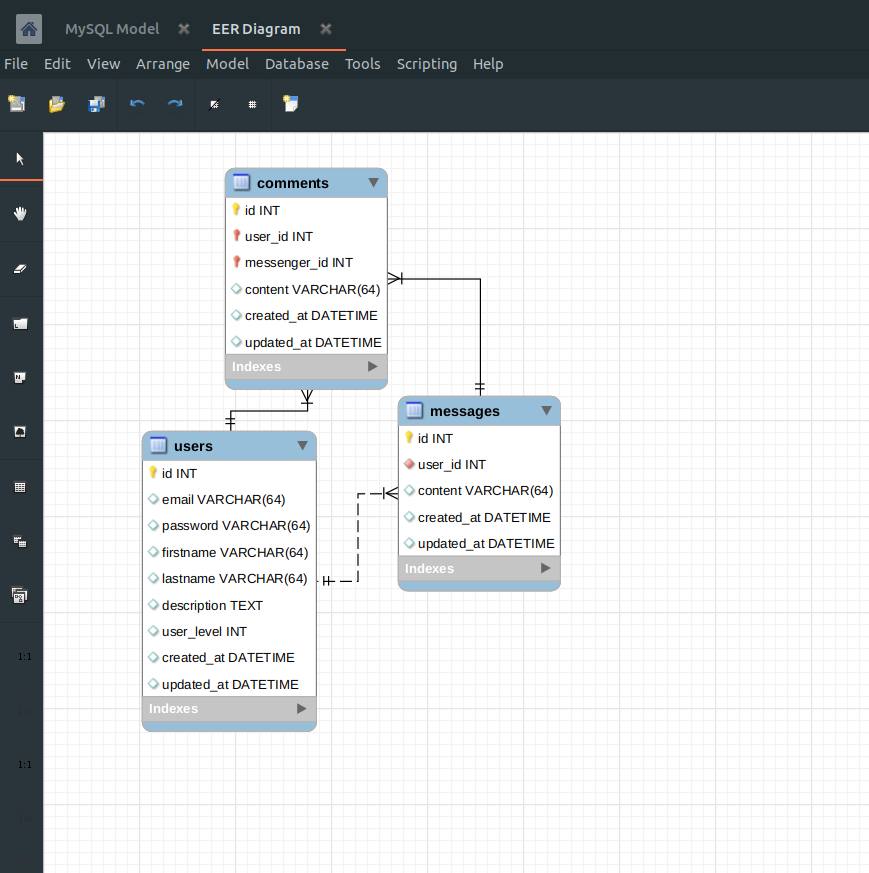 MySQL Model
EER Diagram
File Edit View Arrange Model Database Tools Scripting Help
comments
id INT
user_id INT
messenger_id INT
content VARCHAR(64)
created_at DATETIME
updated_at DATETIME
Indexes
messages
id INT
user_id INT
content VARCHAR(64)
created_at DATETIME
updated_at DATETIME
Indexes
users
id INT
email VARCHAR(64)
password VARCHAR(64)
firstname VARCHAR(64)
lastname VARCHAR(64)
description TEXT
user_level INT
created_at DATETIME
updated_at DATETIME
Indexes
1:1
1:1